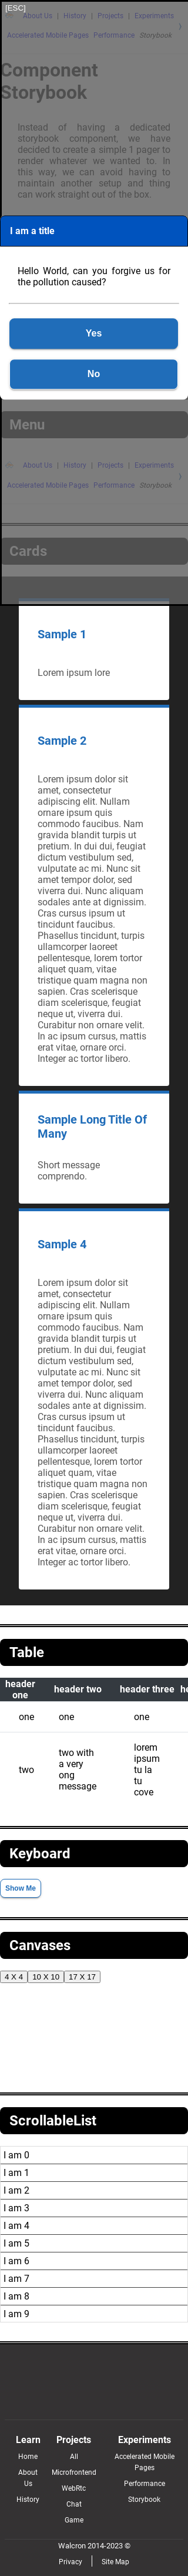 [ESC]
About Us | History | Projects | Experiments
Accelerated Mobile Pages Performance Storybook
Component
Storybook
Instead of having a dedicated
storybook component, we have
decided to create a simple 1 pager to
render whatever we wanted to. In
this way, we can avoid having to
maintain another setup and thing
can work straight out of the box.
I am a title
Hello World, can you forgive us for
the pollution caused?
Yes
No
Menu
About Us | History | Projects | Experiments
Accelerated Mobile Pages Performance Storybook
Cards
Sample 1
Lorem ipsum lore
Sample 2
Lorem ipsum dolor sit
amet, consectetur
adipiscing elit. Nullam
ornare ipsum quis
commodo faucibus. Nam
gravida blandit turpis ut
pretium. In dui dui, feugiat
dictum vestibulum sed,
vulputate ac mi. Nunc sit
amet tempor dolor, sed
viverra dui. Nunc aliquam
sodales ante at dignissim.
Cras cursus ipsum ut
tincidunt faucibus.
Phasellus tincidunt, turpis
ullamcorper laoreet
pellentesque, lorem tortor
aliquet quam, vitae
tristique quam magna non
sapien. Cras scelerisque
diam scelerisque, feugiat
neque ut, viverra dui.
Curabitur non ornare velit.
In ac ipsum cursus, mattis
erat vitae, ornare orci.
Integer ac tortor libero.
Sample Long Title Of
Many
Short message
comprendo.
Sample 4
Lorem ipsum dolor sit
amet, consectetur
adipiscing elit. Nullam
ornare ipsum quis
commodo faucibus. Nam
gravida blandit turpis ut
pretium. In dui dui, feugiat
dictum vestibulum sed,
vulputate ac mi. Nunc sit
amet tempor dolor, sed
viverra dui. Nunc aliquam
sodales ante at dignissim.
Cras cursus ipsum ut
tincidunt faucibus.
Phasellus tincidunt, turpis
ullamcorper laoreet
pellentesque, lorem tortor
aliquet quam, vitae
tristique quam magna non
sapien. Cras scelerisque
diam scelerisque, feugiat
neque ut, viverra dui.
Curabitur non ornare velit.
In ac ipsum cursus, mattis
erat vitae, ornare orci.
Integer ac tortor libero.
Table
header one header two header three he
one one one
two two with a very ong message lorem ipsum tu la tu cove
Keyboard
Show Me
Canvases
4 X 4 10 X 10 17 X 17
ScrollableList
I am 0
I am 1
I am 2
I am 3
I am 4
I am 5
I am 6
I am 7
I am 8
I am 9
Learn
Home
About Us
History
Projects
All
Microfrontend
WebRtc
Chat
Game
Experiments
Accelerated Mobile
Pages
Performance
Storybook
Walcron 2014-2023 ©
Privacy Site Map